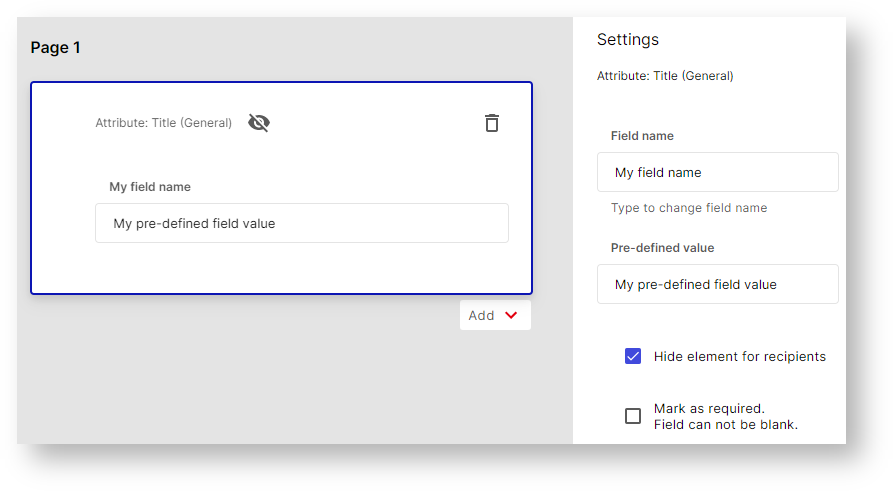 Page 1
Attribute: Title (General)
My field name
My pre-defined field value
Add
Settings
Attribute: Title (General)
Field name
My field name
Type to change field name
Pre-defined value
My pre-defined field value
Hide element for recipients
Mark as required.
Field can not be blank.